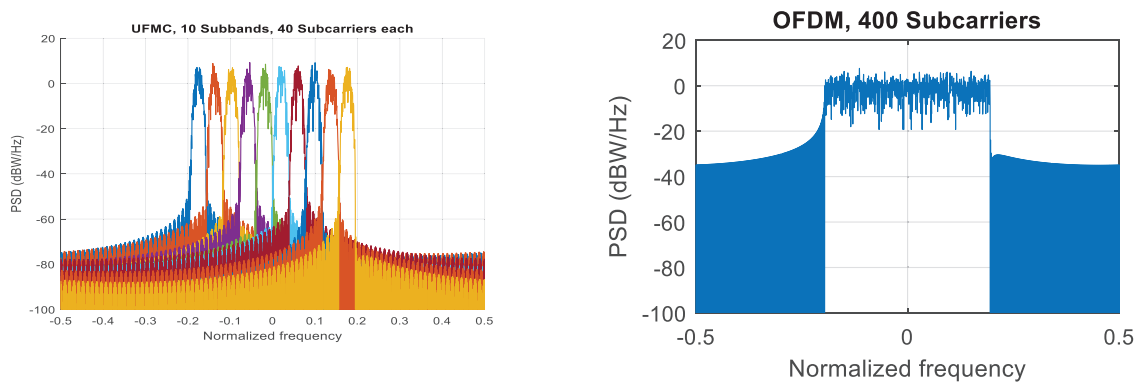 UFMC, 10 Subbands, 40 Subcarriers each
20
0
-20
-40
-60
-80
-100
PSD (dBW/Hz)
-0.5 -0.4 -0.3 -0.2 -0.1 0 0.1 0.2 0.3 0.4 0.5
Normalized frequency
OFDM, 400 Subcarriers
20
0
-20
-40
-60
-80
-100
PSD (dBW/Hz)
-0.5 0 0.5
Normalized frequency